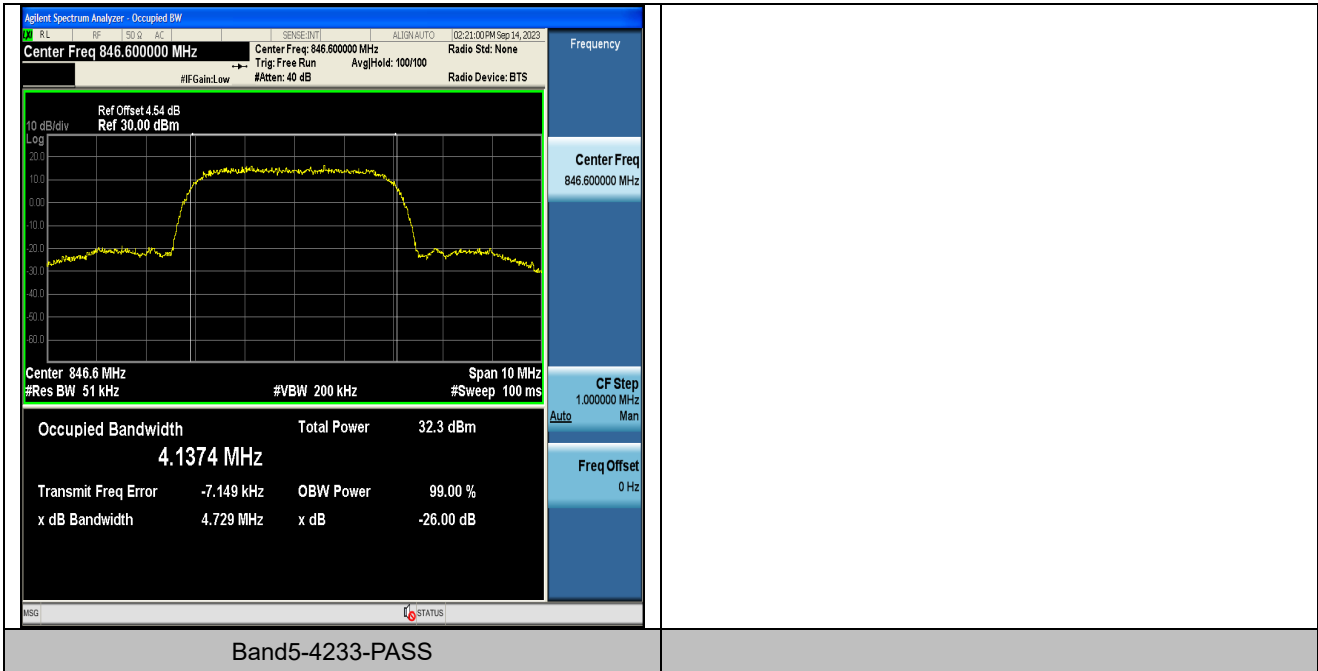 Agilent Spectrum Analyzer - Occupied BW
LXI RL RF 50 Ω AC SENSE:INT ALIGNAUTO 02:21:00 PM Sep 14, 2023
Center Freq 846.600000 MHz Center Freq: 846.600000 MHz Radio Std: None Frequency
Trig: Free Run Avg|Hold: 100/100
#IFGain:Low #Atten: 40 dB Radio Device: BTS
Ref Offset 4.54 dB
10 dB/div Ref 30.00 dBm
Log
20.0
10.0
0.00
-10.0
-20.0
-30.0
-40.0
-50.0
-60.0
Center Freq
846.600000 MHz
Center 846.6 MHz Span 10 MHz
#Res BW 51 kHz #VBW 200 kHz #Sweep 100 ms
CF Step
1.000000 MHz
Auto Man
Occupied Bandwidth Total Power 32.3 dBm
4.1374 MHz
Freq Offset
0 Hz
Transmit Freq Error -7.149 kHz OBW Power 99.00 %
x dB Bandwidth 4.729 MHz x dB -26.00 dB
MSG STATUS
Band5-4233-PASS